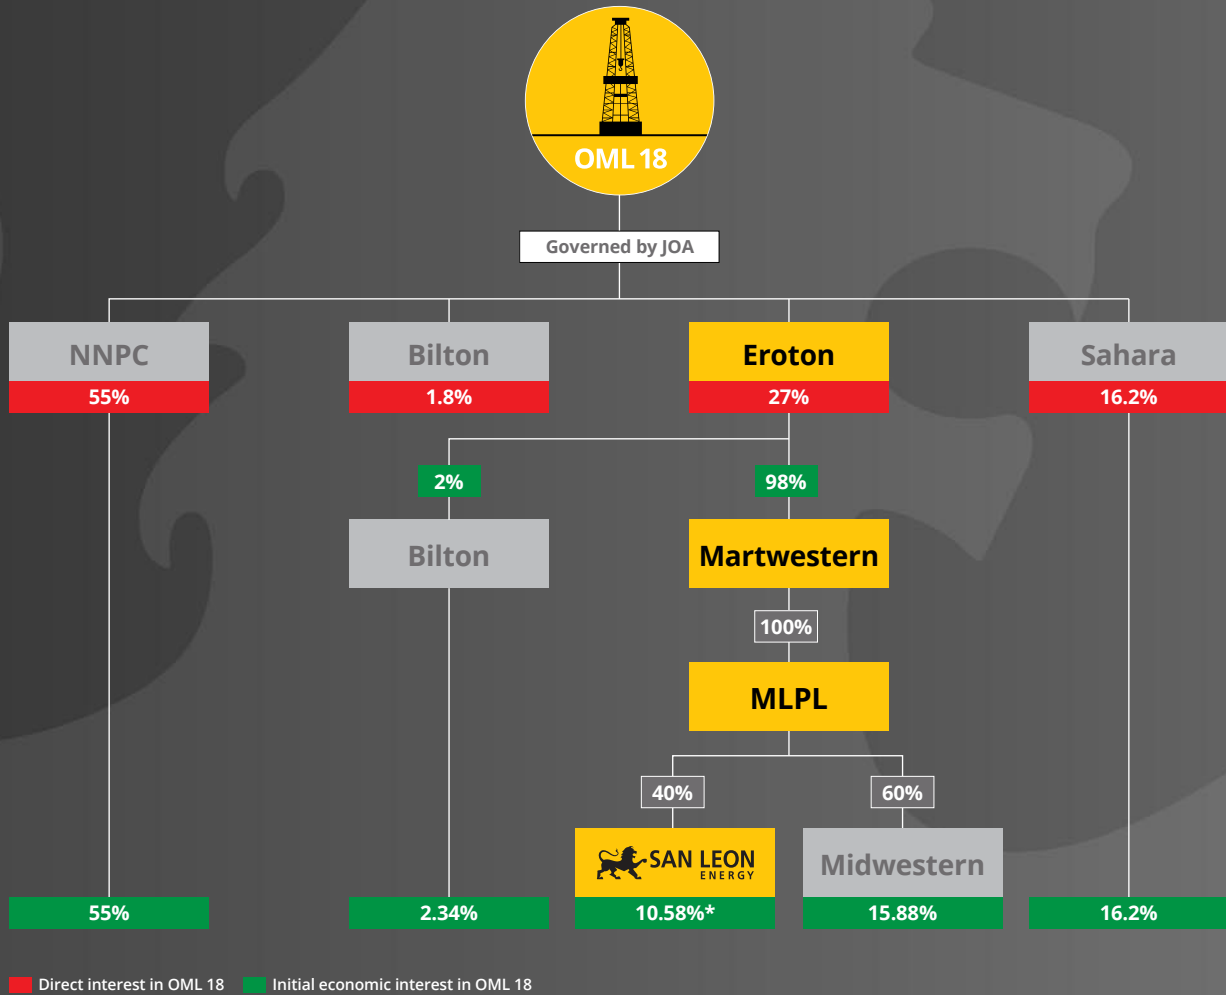 OML 18
Governed by JOA
NNPC
55%
Bilton
1.8%
Eroton
27%
Sahara
16.2%
2%
98%
Bilton
Martwestern
100%
MLPL
40%
60%
SAN LEON
ENERGY
Midwestern
55%
2.34%
10.58%*
15.88%
16.2%
Direct interest in OML 18
Initial economic interest in OML 18